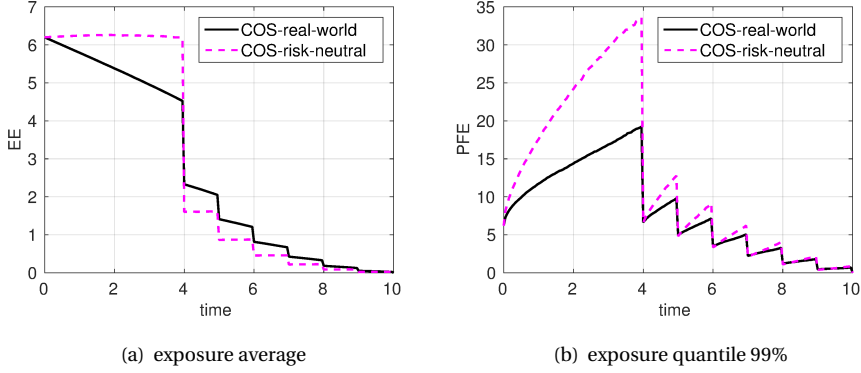 COS-real-world
COS-risk-neutral
7
6
5
4
3
2
1
0
EE
0 2 4 6 8 10
time
(a) exposure average
COS-real-world
COS-risk-neutral
35
30
25
20
15
10
5
0
PFE
0 2 4 6 8 10
time
(b) exposure quantile 99%